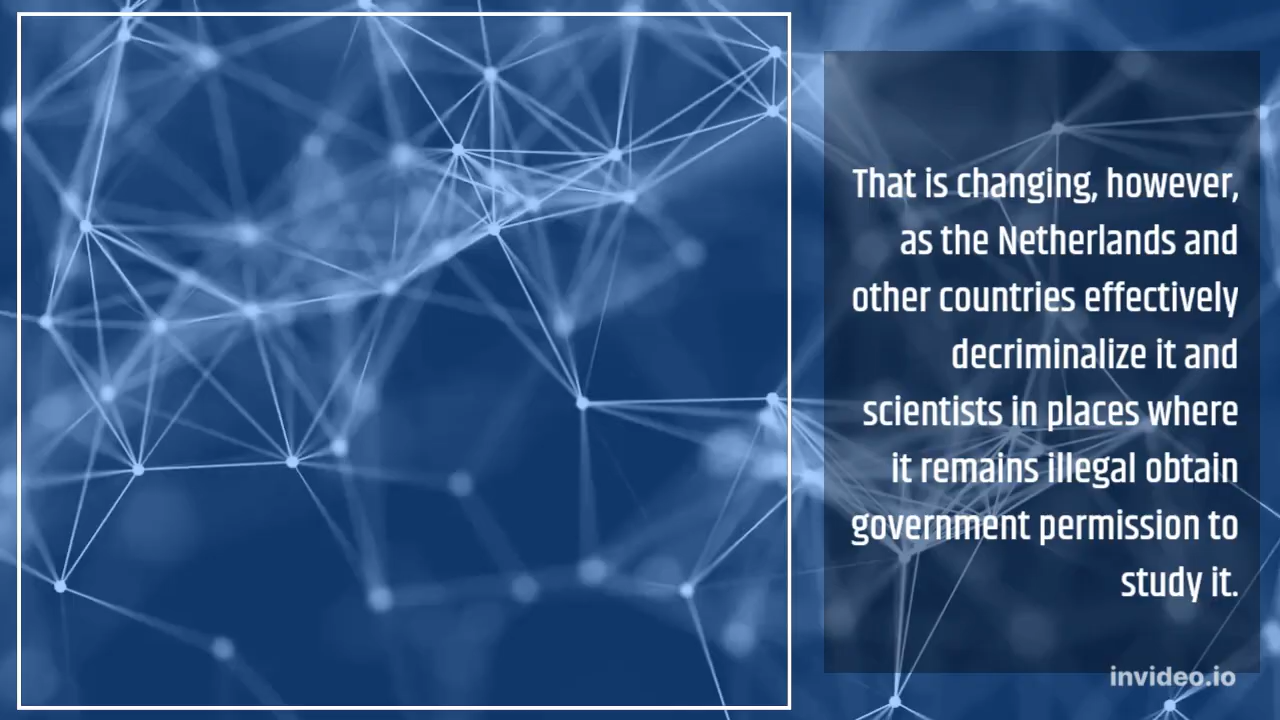 That is changing, however,
as the Netherlands and
other countries effectively
decriminalize it and
scientists in places where
it remains illegal obtain
government permission to
study it.
invideo.io